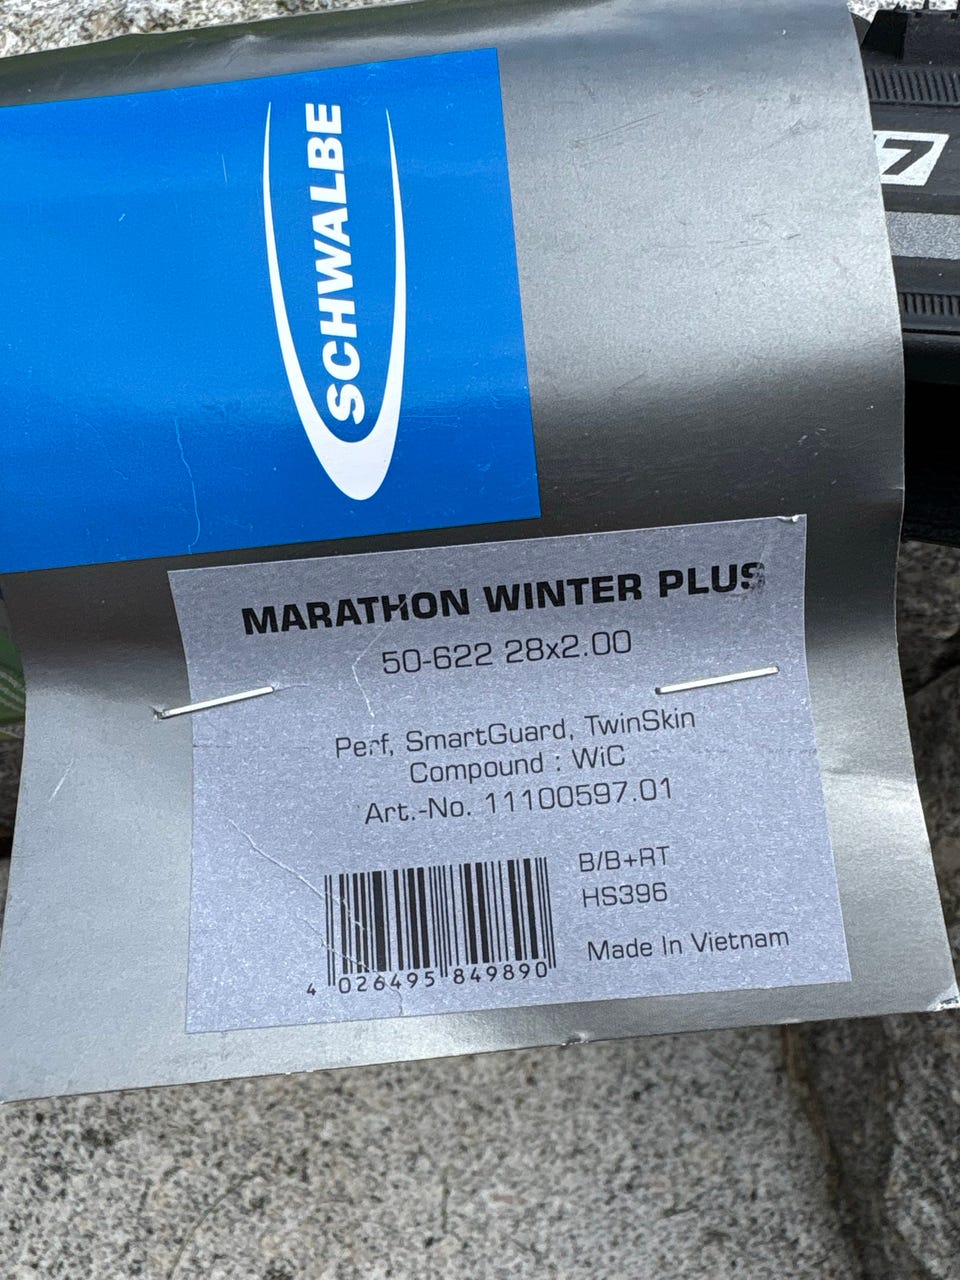 SCHWALBE
7
MARATHON WINTER PLUS
50-622 28x2.00
Perf, SmartGuard, TwinSkin
Compound : WiC
Art.-No. 11100597.01
B/B+RT
HS396
Made In Vietnam
4 026495 849890